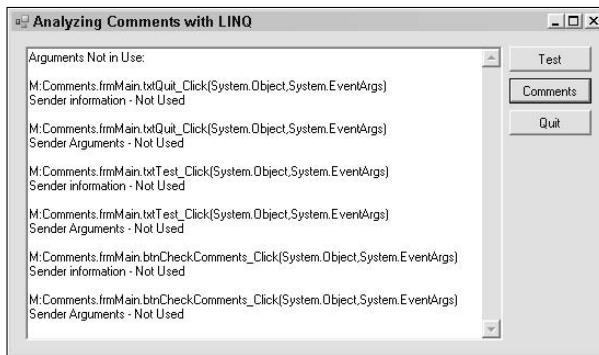 Analyzing Comments with LINQ
Arguments Not in Use:
M:Comments.frmMain.txtQuit_Click(System.Object,System.EventArgs)
Sender information - Not Used
M:Comments.frmMain.txtQuit_Click(System.Object,System.EventArgs)
Sender Arguments - Not Used
M:Comments.frmMain.txtTest_Click(System.Object,System.EventArgs)
Sender information - Not Used
M:Comments.frmMain.txtTest_Click(System.Object,System.EventArgs)
Sender Arguments - Not Used
M:Comments.frmMain.btnCheckComments_Click(System.Object,System.EventArgs)
Sender information - Not Used
M:Comments.frmMain.btnCheckComments_Click(System.Object,System.EventArgs)
Sender Arguments - Not Used
Test
Comments
Quit